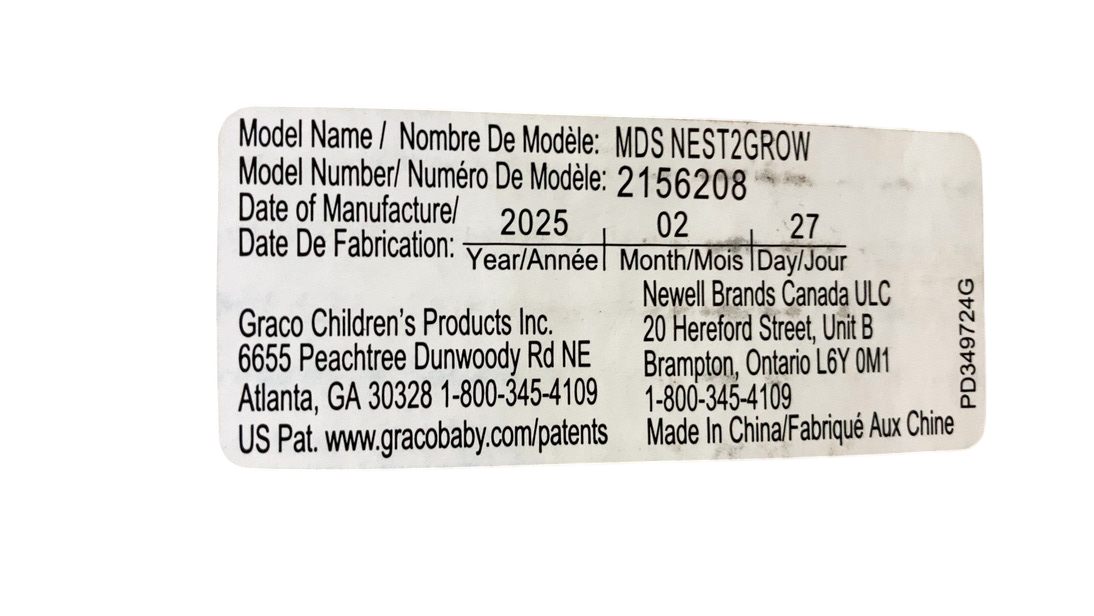 Model Name / Nombre De Modèle: MDS NEST2GROW
Model Number/ Numéro De Modèle: 2156208
Date of Manufacture/
Date De Fabrication:
2025 02 27
Year/Année Month/Mois Day/Jour
Graco Children's Products Inc.
6655 Peachtree Dunwoody Rd NE
Atlanta, GA 30328 1-800-345-4109
US Pat. www.gracobaby.com/patents
Newell Brands Canada ULC
20 Hereford Street, Unit B
Brampton, Ontario L6Y 0M1
1-800-345-4109
Made In China/Fabriqué Aux Chine
PD349724G